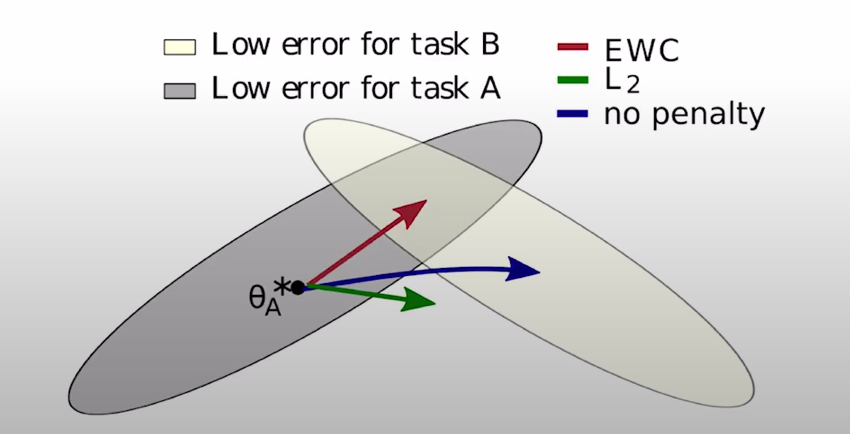 Low error for task B
Low error for task A
EWC
L2
no penalty
θA*